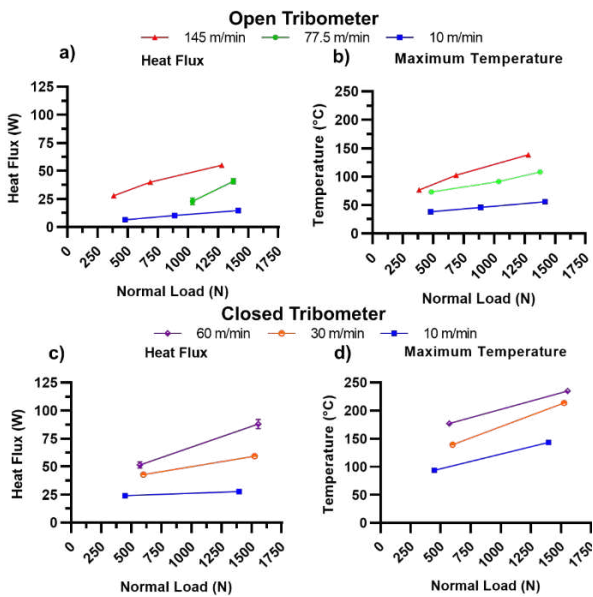 Open Tribometer
145 m/min 77.5 m/min 10 m/min
a) Heat Flux b) Maximum Temperature
Heat Flux (W)
125
100
75
50
25
0
0 250 500 750 1000 1250 1500 1750
Normal Load (N)
Temperature (°C)
250
200
150
100
50
0
0 250 500 750 1000 1250 1500 1750
Normal Load (N)
Closed Tribometer
60 m/min 30 m/min 10 m/min
c) Heat Flux d) Maximum Temperature
Heat Flux (W)
125
100
75
50
25
0
0 250 500 750 1000 1250 1500 1750
Normal Load (N)
Temperature (°C)
250
200
150
100
50
0
0 250 500 750 1000 1250 1500 1750
Normal Load (N)